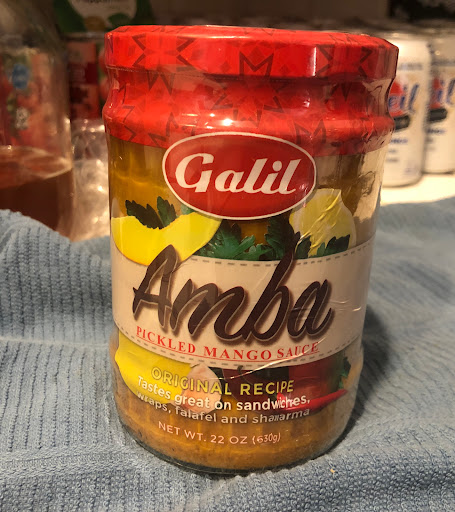 Galil
Amba
PICKLED MANGO SAUCE
ORIGINAL RECIPE
Tastes great on sandwiches,
wraps, falafel and shawarma
NET WT. 22 OZ (630g)